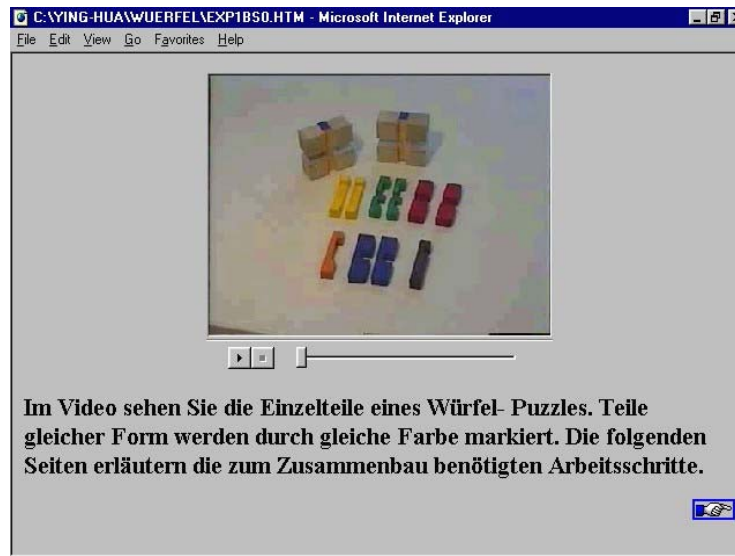 C:\YING-HUA\WUERFEL\EXP1BS0.HTM - Microsoft Internet Explorer
File Edit View Go Favorites Help
Im Video sehen Sie die Einzelteile eines Würfel- Puzzles. Teile
gleicher Form werden durch gleiche Farbe markiert. Die folgenden
Seiten erläutern die zum Zusammenbau benötigten Arbeitsschritte.